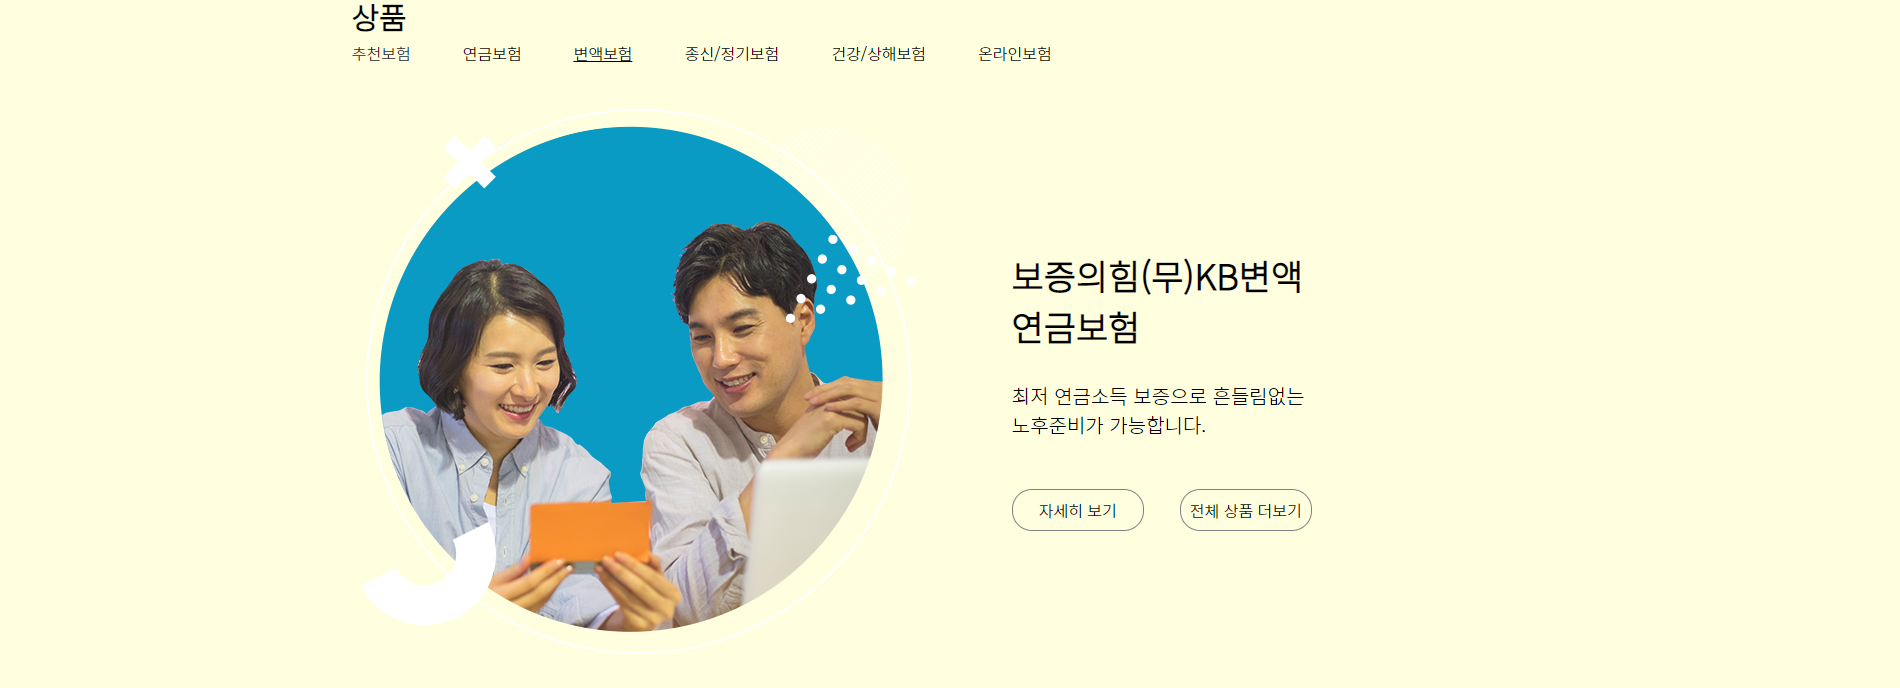 상품
추천보험 연금보험 변액보험 종신/정기보험 건강/상해보험 온라인보험
보증의힘(무)KB변액
연금보험
최저 연금소득 보증으로 흔들림없는
노후준비가 가능합니다.
자세히 보기 전체 상품 더보기